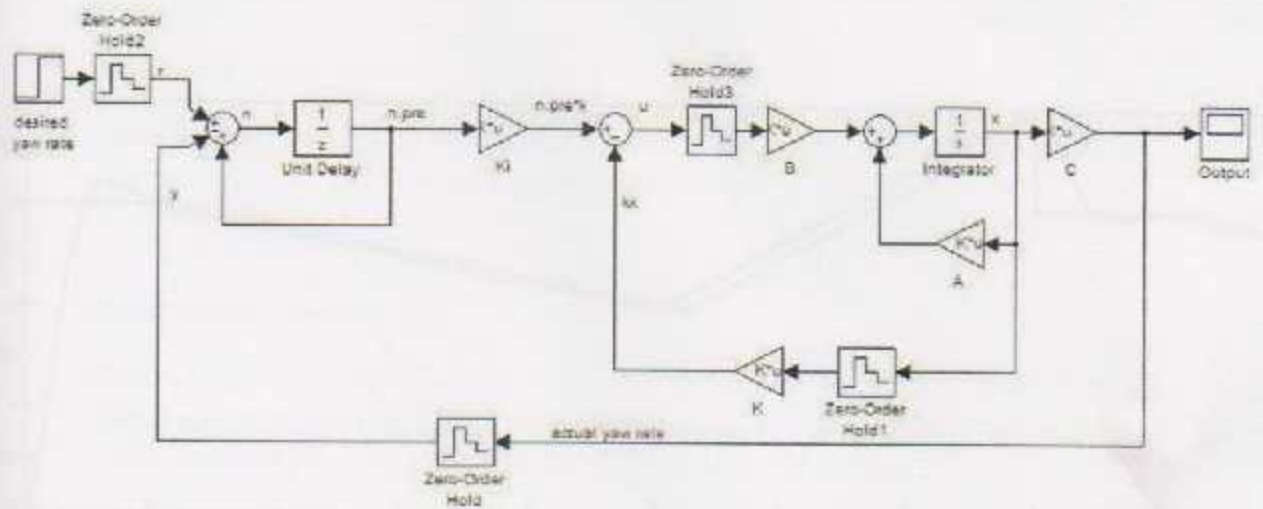 Zero-Order
Hold2
desired
yaw rate
r
n
1
z
Unit Delay
n.pre
Ki
n.pre*k
u
Zero-Order
Hold3
B
1
s
Integrator
x
C
Output
y
kx
K*u
A
K*u
K
Zero-Order
Hold1
actual yaw rate
Zero-Order
Hold